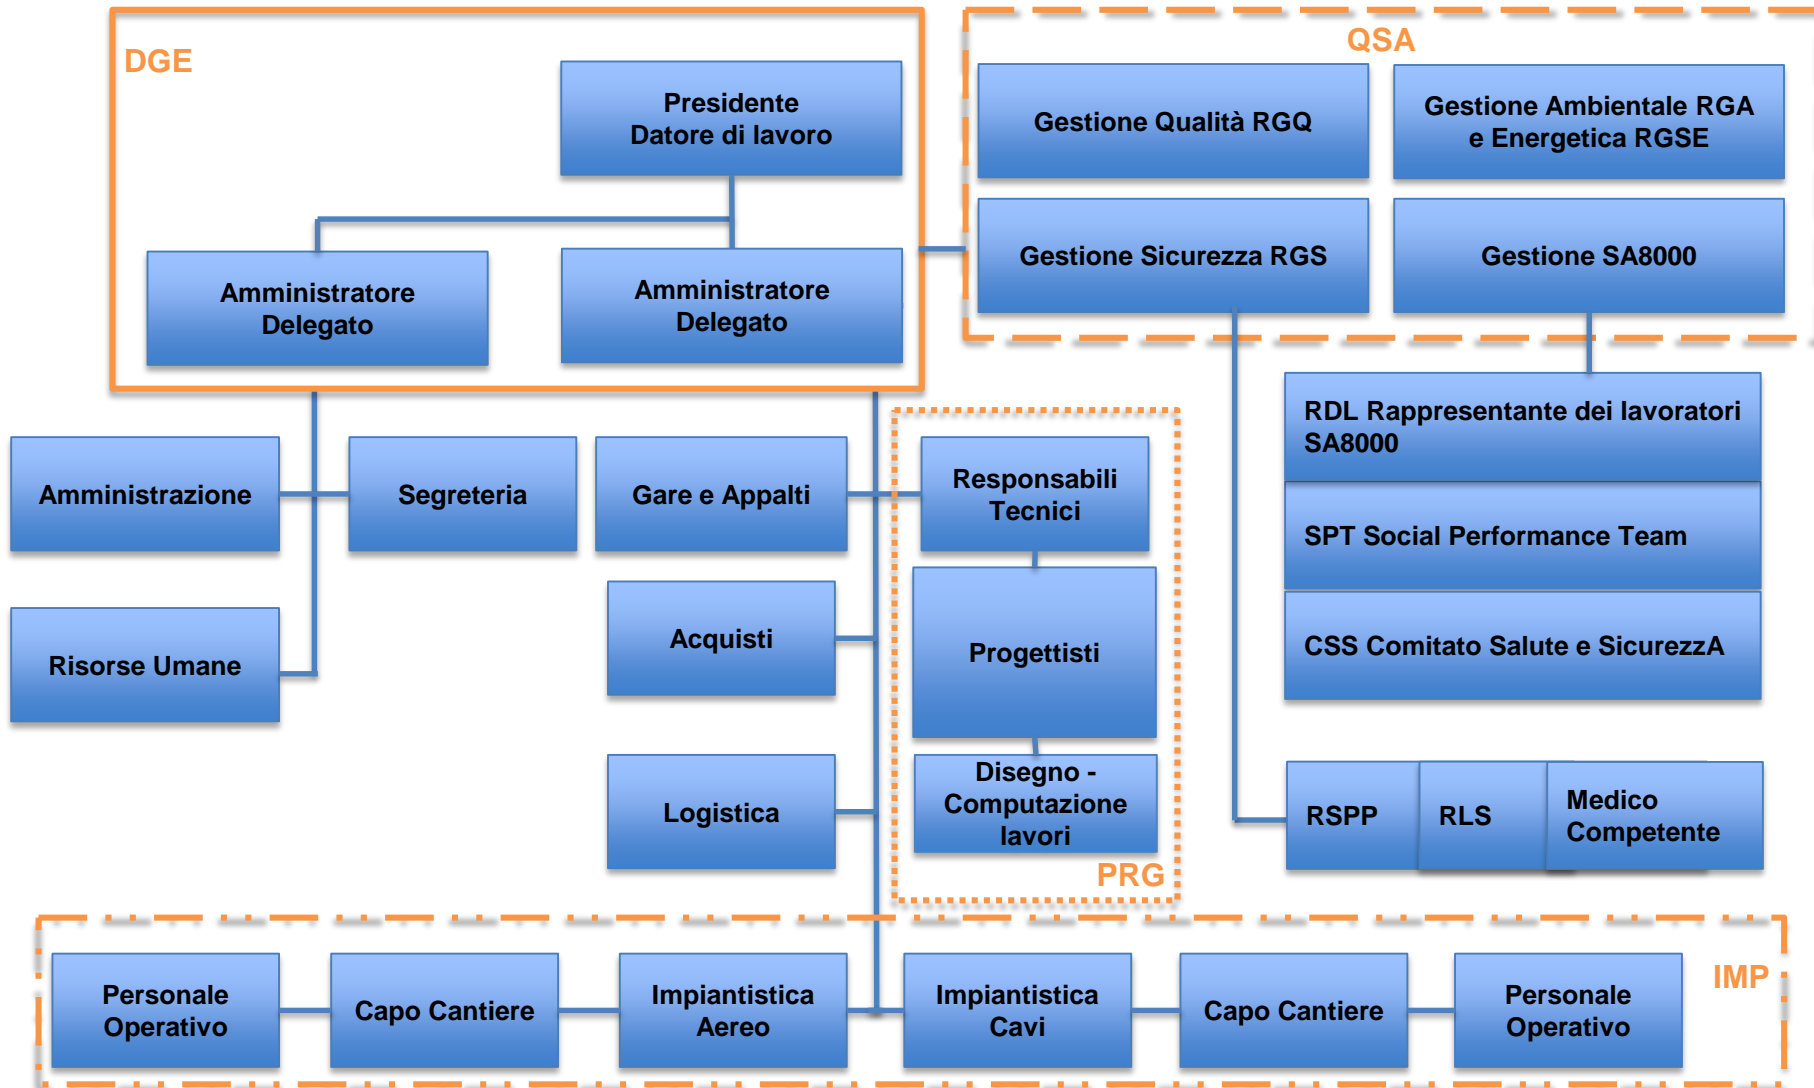 DGE
Presidente
Datore di lavoro
Amministratore
Delegato
Amministratore
Delegato
QSA
Gestione Qualità RGQ
Gestione Ambientale RGA
e Energetica RGSE
Gestione Sicurezza RGS
Gestione SA8000
RDL Rappresentante dei lavoratori
SA8000
SPT Social Performance Team
CSS Comitato Salute e SicurezzA
Amministrazione
Segreteria
Gare e Appalti
Responsabili
Tecnici
Risorse Umane
Acquisti
Progettisti
Logistica
Disegno -
Computazione
lavori
PRG
RSPP
RLS
Medico
Competente
IMP
Personale
Operativo
Capo Cantiere
Impiantistica
Aereo
Impiantistica
Cavi
Capo Cantiere
Personale
Operativo